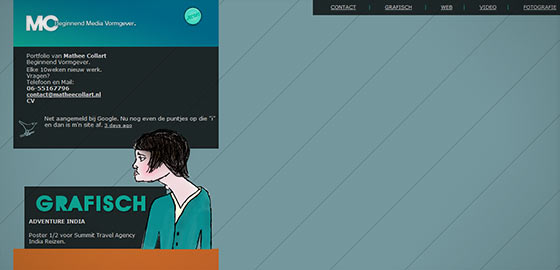 CONTACT | GRAFISCH | WEB | VIDEO | FOTOGRAFIE
MC Beginnend Media Vormgever.
Portfolio van Mathee Collart
Beginnend Vormgever.
Elke 10weken nieuw werk.
Vragen?
Telefoon en Mail:
06-55167796
contact@matheecollart.nl
CV
Net aangemeld bij Google. Nu nog even de puntjes op die "i"
en dan is m'n site af. 3 days ago
GRAFISCH
ADVENTURE INDIA
Poster 1/2 voor Summit Travel Agency
India Reizen.